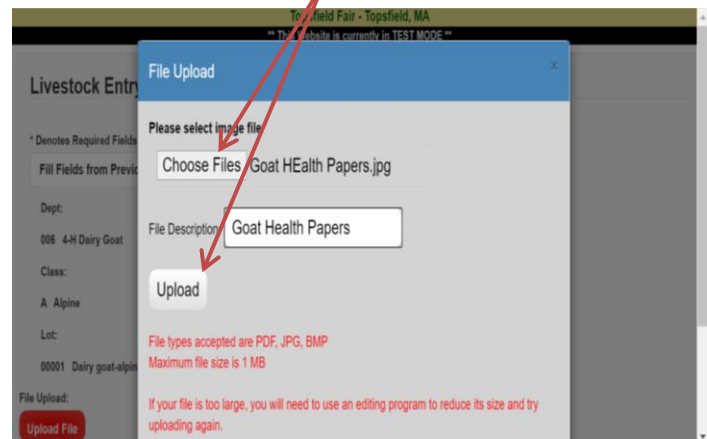 Topsfield Fair - Topsfield, MA
** This Website is currently in TEST MODE **
File Upload
x
Livestock Entry
Please select image file
* Denotes Required Fields
Choose Files Goat HEalth Papers.jpg
Fill Fields from Previo
Dept:
006 4-H Dairy Goat
File Description: Goat Health Papers
Class:
A Alpine
Upload
Lot:
00001 Dairy goat-alpin
File types accepted are PDF, JPG, BMP
Maximum file size is 1 MB
File Upload:
Upload File
If your file is too large, you will need to use an editing program to reduce its size and try
uploading again.